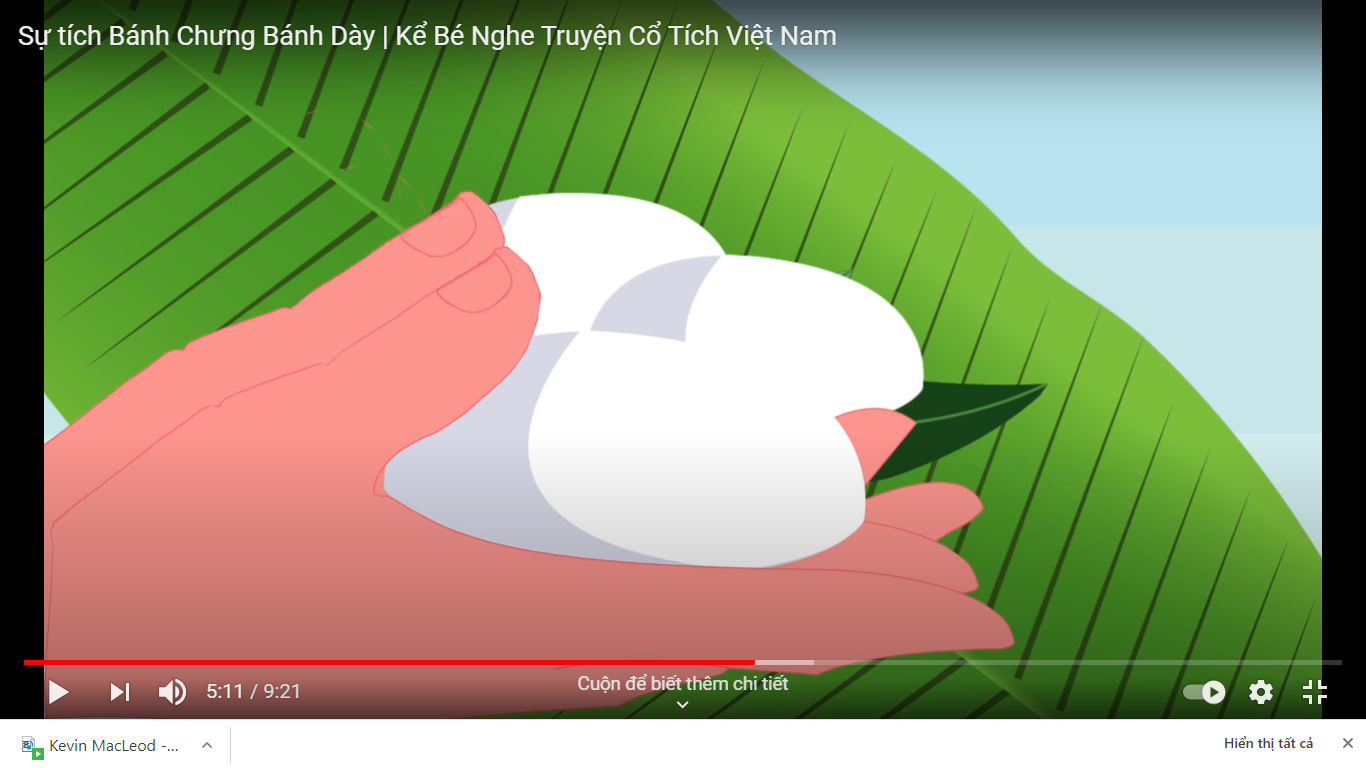 Sự tích Bánh Chưng Bánh Dày | Kể Bé Nghe Truyện Cổ Tích Việt Nam
5:11 / 9:21
Cuộn để biết thêm chi tiết
Kevin MacLeod -...
Hiển thị tất cả